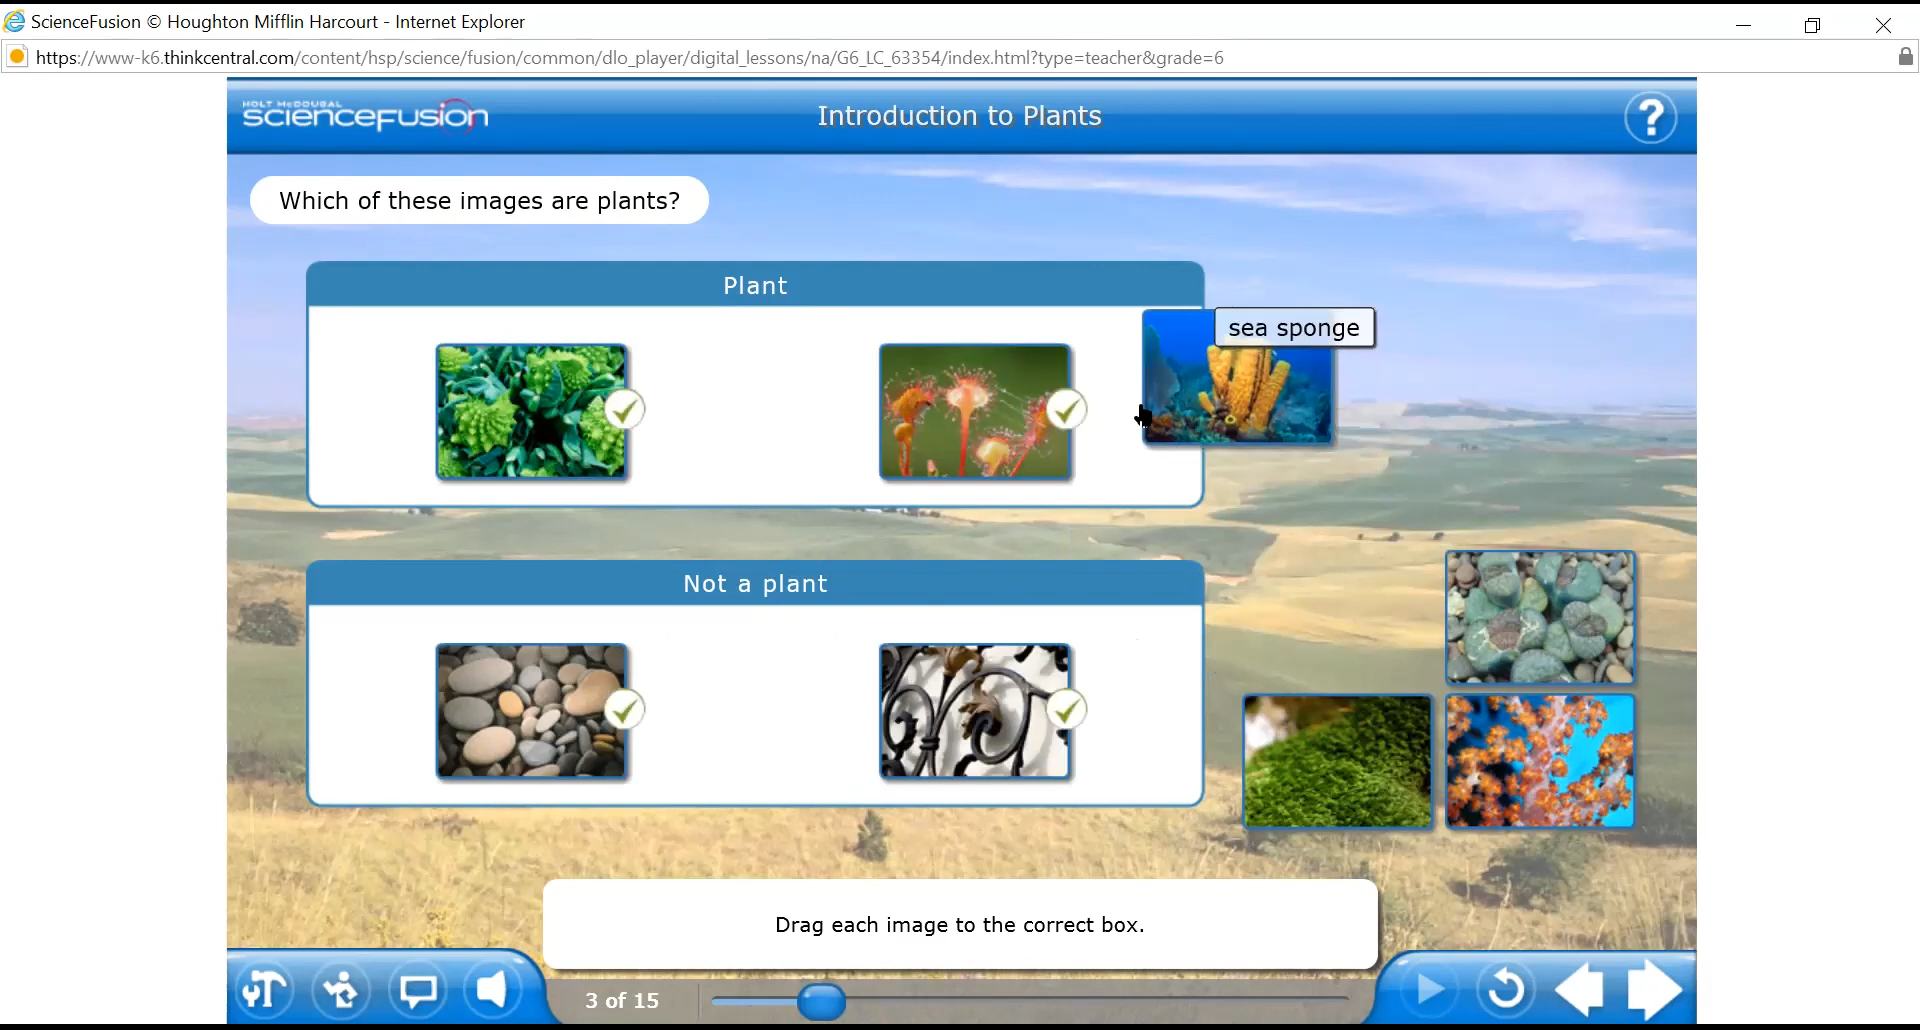 ScienceFusion © Houghton Mifflin Harcourt - Internet Explorer
https://www-k6.thinkcentral.com/content/hsp/science/fusion/common/dlo_player/digital_lessons/na/G6_LC_63354/index.html?type=teacher&grade=6
HOLT McDOUGAL
SCIENCEFUSION
Introduction to Plants
?
Which of these images are plants?
Plant
sea sponge
Not a plant
Drag each image to the correct box.
3 of 15